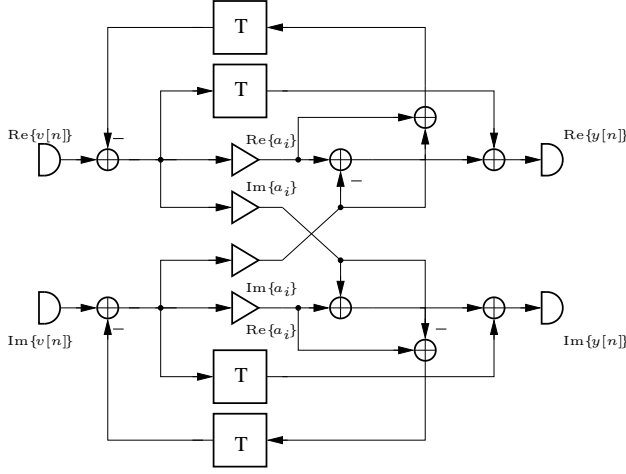 T
T
Re{v[n]}
−
Re{a_i}
Re{y[n]}
Im{a_i}
−
Im{a_i}
−
−
Im{v[n]}
Re{a_i}
Im{y[n]}
T
T